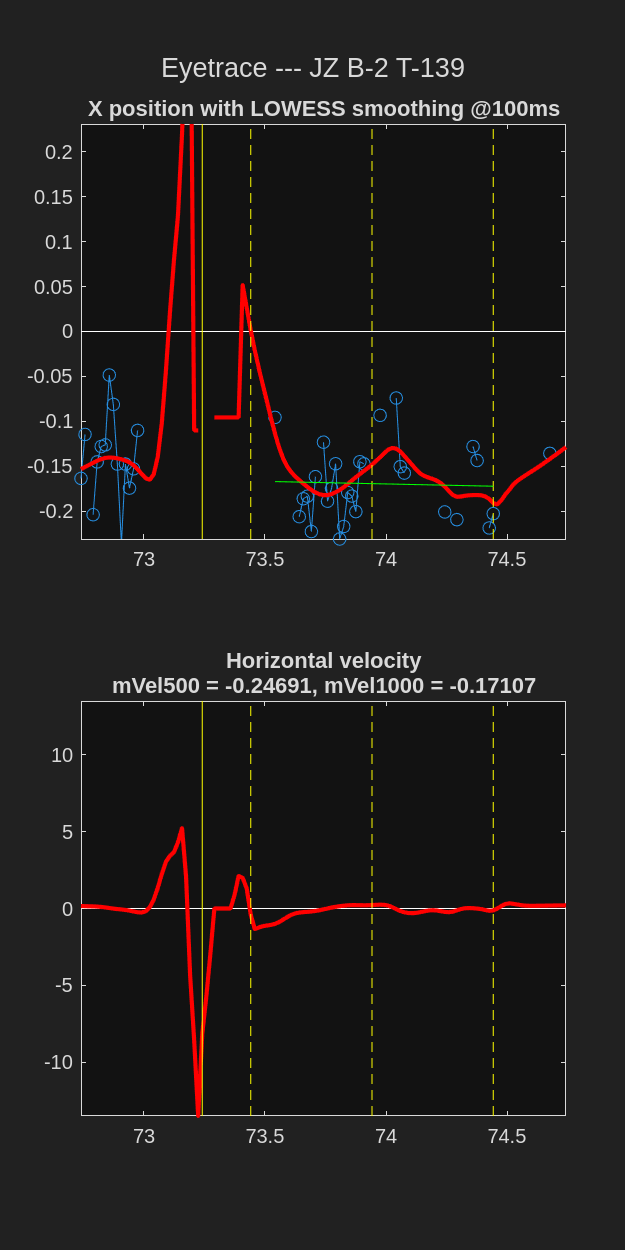 Eyetrace --- JZ B-2 T-139
X position with LOWESS smoothing @100ms
0.2
0.15
0.1
0.05
0
-0.05
-0.1
-0.15
-0.2
73 73.5 74 74.5
Horizontal velocity
mVel500 = -0.24691, mVel1000 = -0.17107
10
5
0
-5
-10
73 73.5 74 74.5